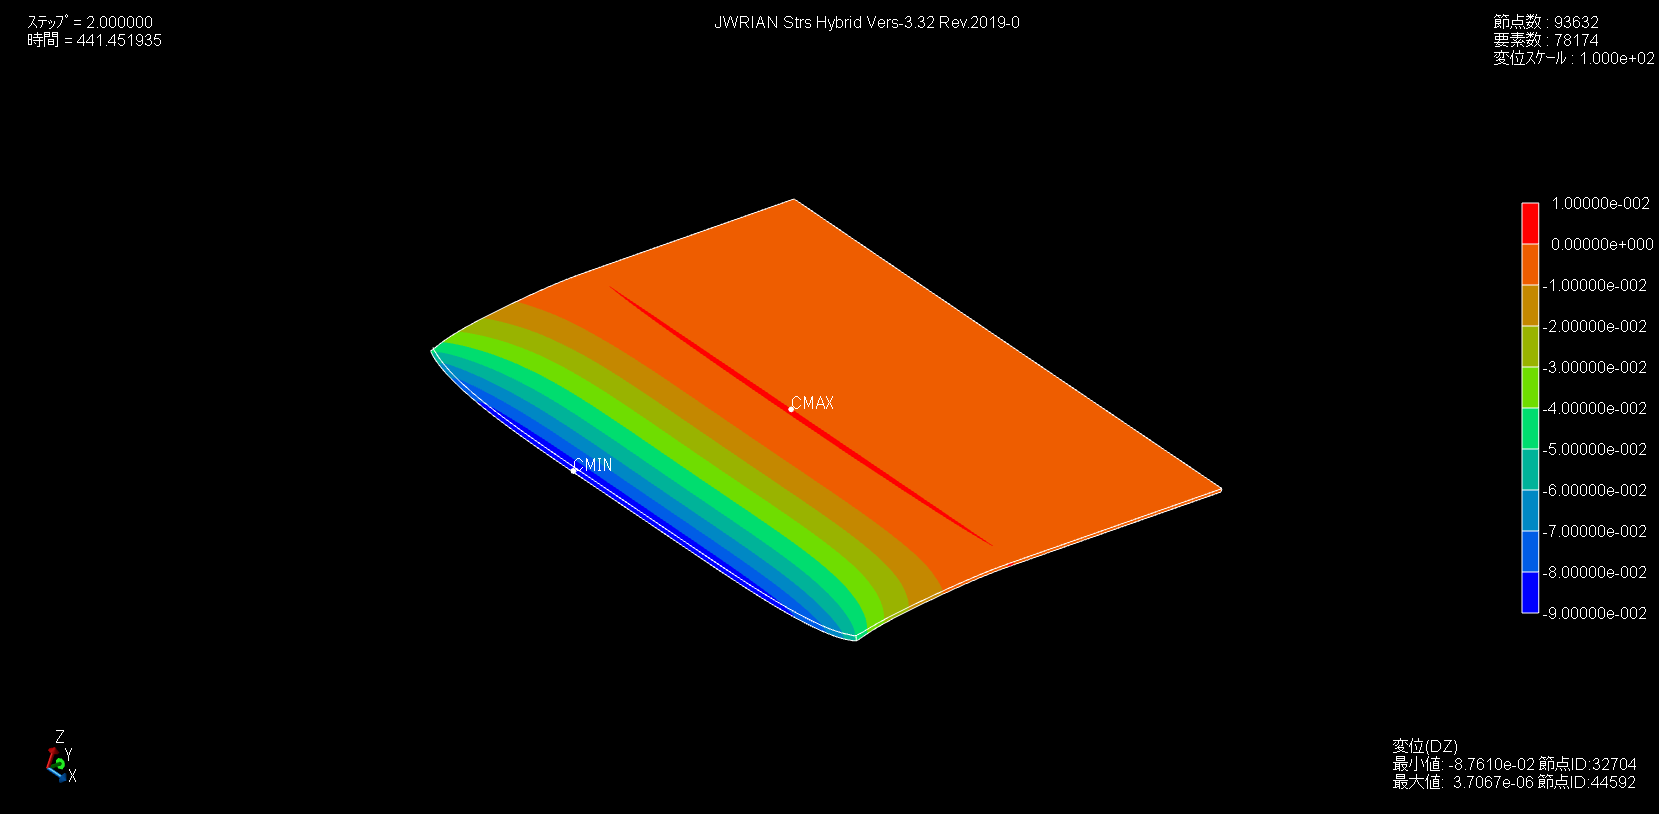 ｽﾃｯﾌﾟ = 2.000000
時間 = 441.451935
JWRIAN Strs Hybrid Vers-3.32 Rev.2019-0
節点数 : 93632
要素数 : 78174
変位ｽｹｰﾙ : 1.000e+02
1.00000e-002
0.00000e+000
-1.00000e-002
-2.00000e-002
-3.00000e-002
-4.00000e-002
-5.00000e-002
-6.00000e-002
-7.00000e-002
-8.00000e-002
-9.00000e-002
CMAX
CMIN
Z
Y
X
変位(DZ)
最小値: -8.7610e-02 節点ID:32704
最大値: 3.7067e-06 節点ID:44592